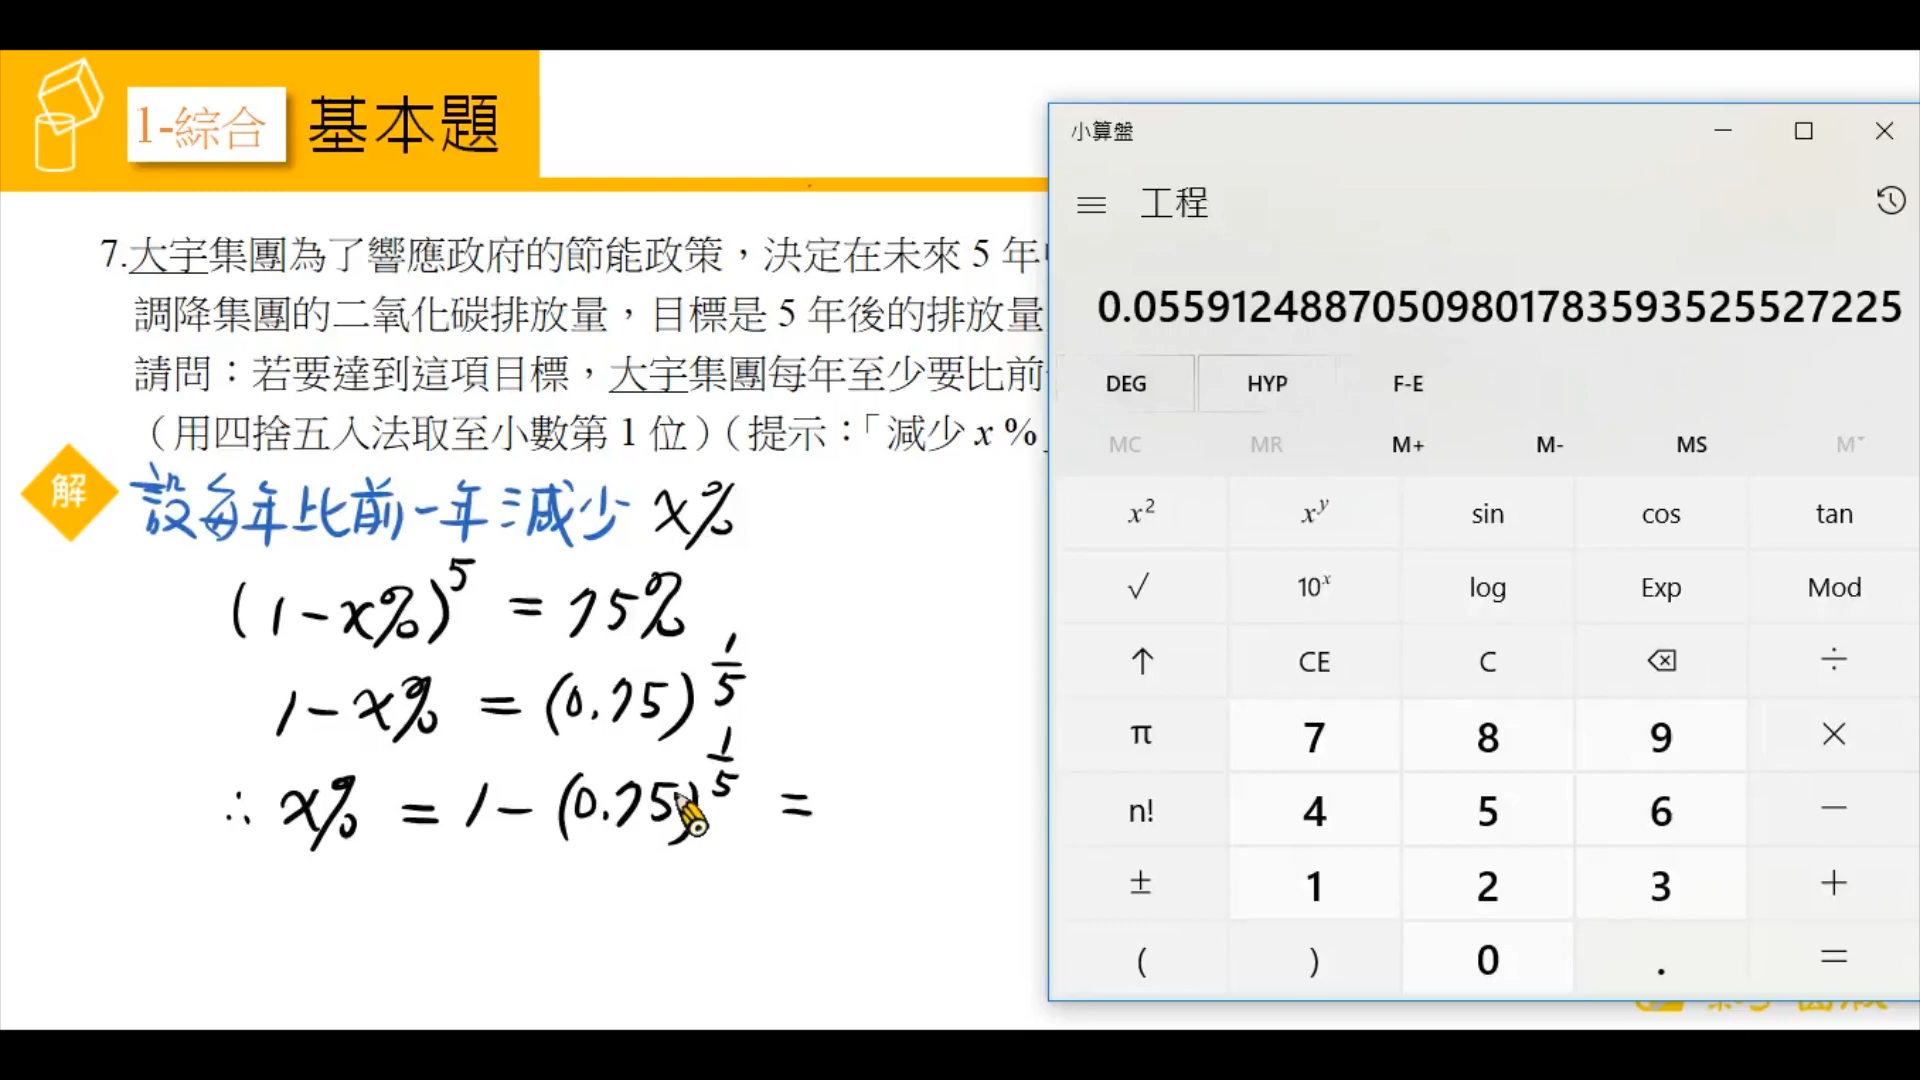 1-綜合 基本題
7.大宇集團為了響應政府的節能政策，決定在未來 5 年
調降集團的二氧化碳排放量，目標是 5 年後的排放量
請問：若要達到這項目標，大宇集團每年至少要比前
（用四捨五入法取至小數第 1 位）（提示：「減少 x %」
解 設每年比前一年減少 x%
(1-x%)^5 = 75%
1-x% = (0.75)^{1/5}
∴ x% = 1-(0.75)^{1/5} =
小算盤
工程
0.05591248870509801783593525527225
DEG HYP F-E
MC MR M+ M- MS M˅
x² x^y sin cos tan
√ 10^x log Exp Mod
↑ CE C ⌫ ÷
π 7 8 9 ×
n! 4 5 6 −
± 1 2 3 +
( ) 0 . =